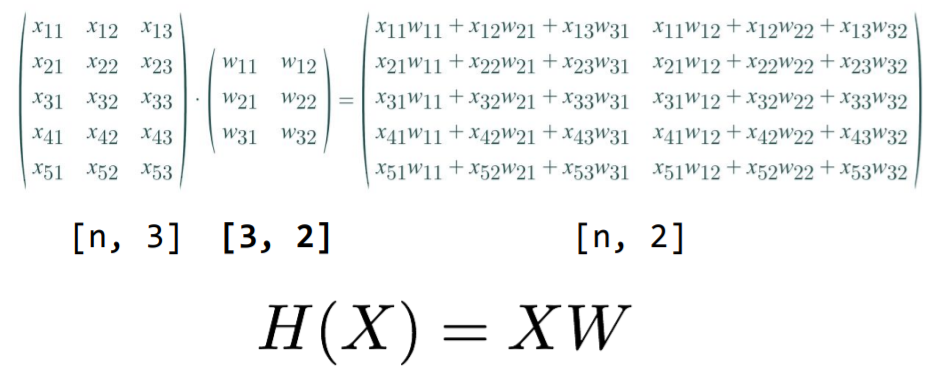 x11 x12 x13 x11w11 + x12w21 + x13w31 x11w12 + x12w22 + x13w32
x21 x22 x23 w11 w12 x21w11 + x22w21 + x23w31 x21w12 + x22w22 + x23w32
x31 x32 x33 · w21 w22 = x31w11 + x32w21 + x33w31 x31w12 + x32w22 + x33w32
x41 x42 x43 w31 w32 x41w11 + x42w21 + x43w31 x41w12 + x42w22 + x43w32
x51 x52 x53 x51w11 + x52w21 + x53w31 x51w12 + x52w22 + x53w32
[n, 3] [3, 2] [n, 2]
H(X) = XW